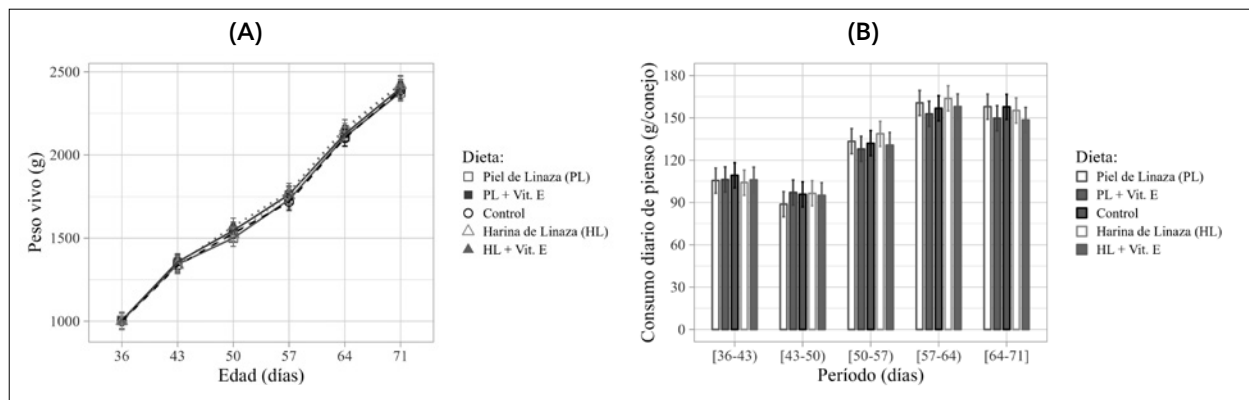 (A)
Peso vivo (g)
2500
2000
1500
1000
36 43 50 57 64 71
Edad (días)
Dieta:
Piel de Linaza (PL)
PL + Vit. E
Control
Harina de Linaza (HL)
HL + Vit. E
(B)
Consumo diario de pienso (g/conejo)
180
150
120
90
60
30
0
[36-43) [43-50) [50-57) [57-64) [64-71]
Período (días)
Dieta:
Piel de Linaza (PL)
PL + Vit. E
Control
Harina de Linaza (HL)
HL + Vit. E